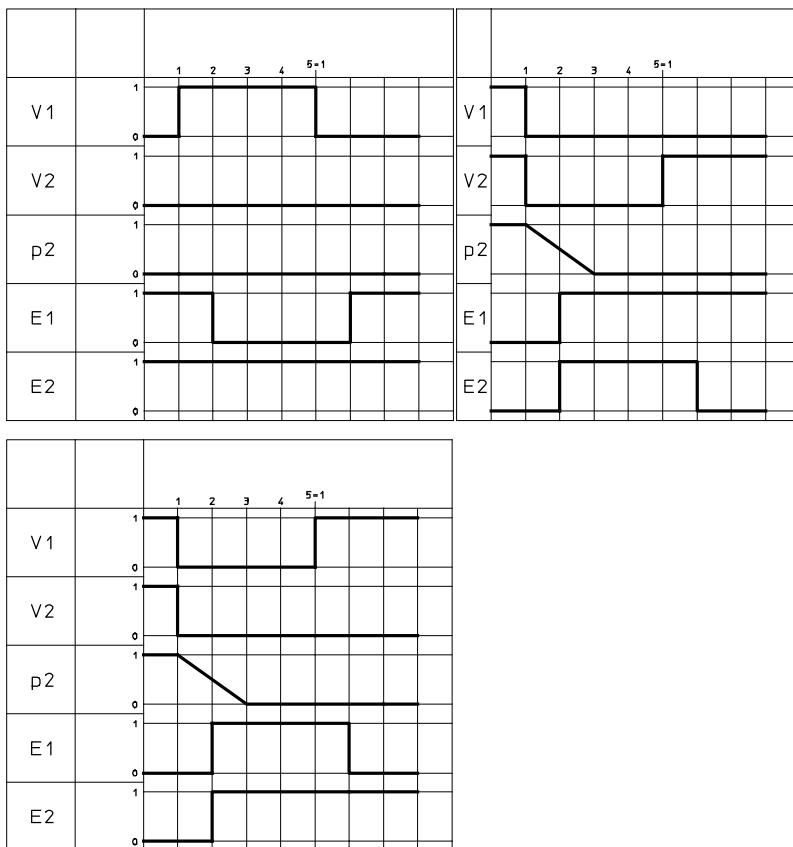 1 2 3 4 5=1
V1 1 0
V2 1 0
p2 1 0
E1 1 0
E2 1 0
1 2 3 4 5=1
V1
V2
p2
E1
E2
1 2 3 4 5=1
V1 1 0
V2 1 0
p2 1 0
E1 1 0
E2 1 0